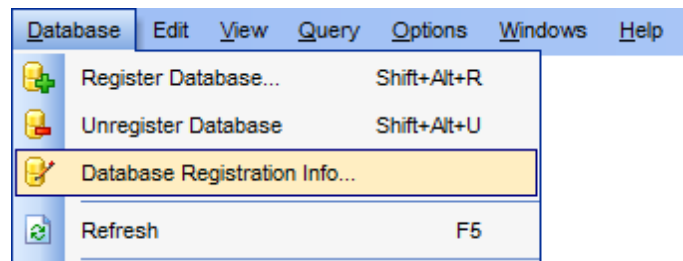 Database Edit View Query Options Windows Help
Register Database... Shift+Alt+R
Unregister Database Shift+Alt+U
Database Registration Info...
Refresh F5